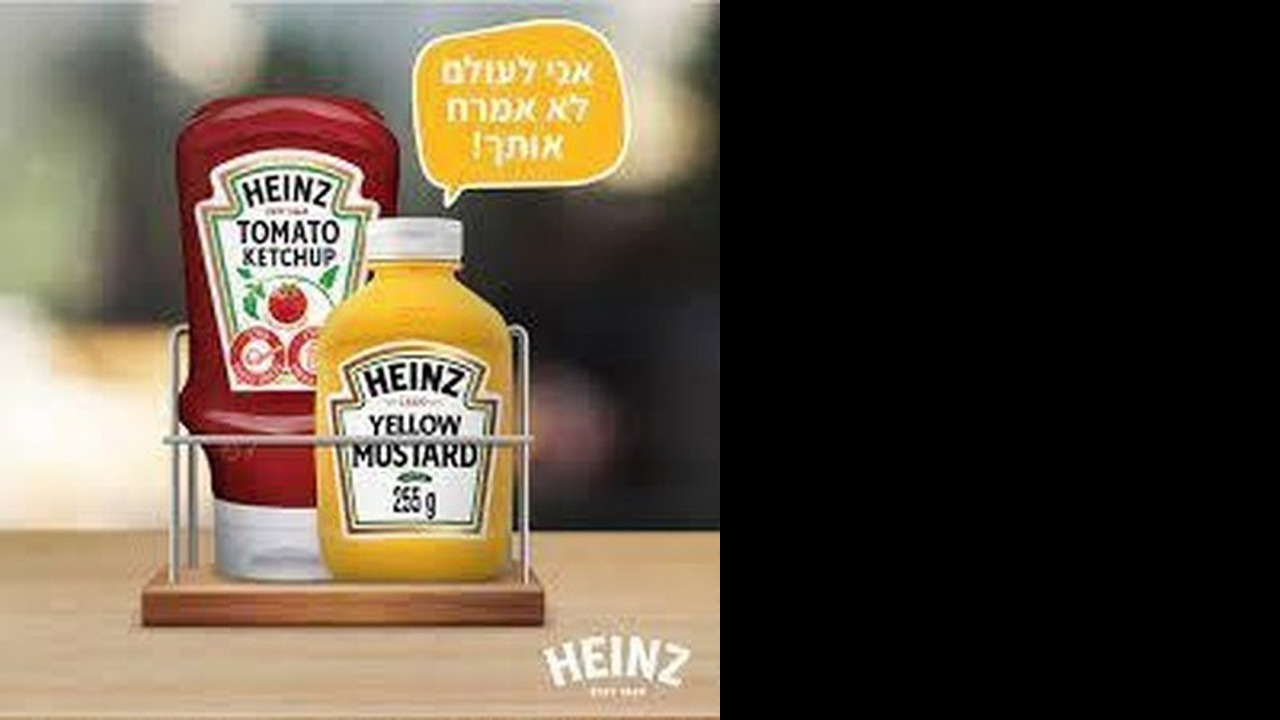 אני לעולם
לא אמרח
אותך!
HEINZ
TOMATO
KETCHUP
HEINZ
YELLOW
MUSTARD
255 g
HEINZ